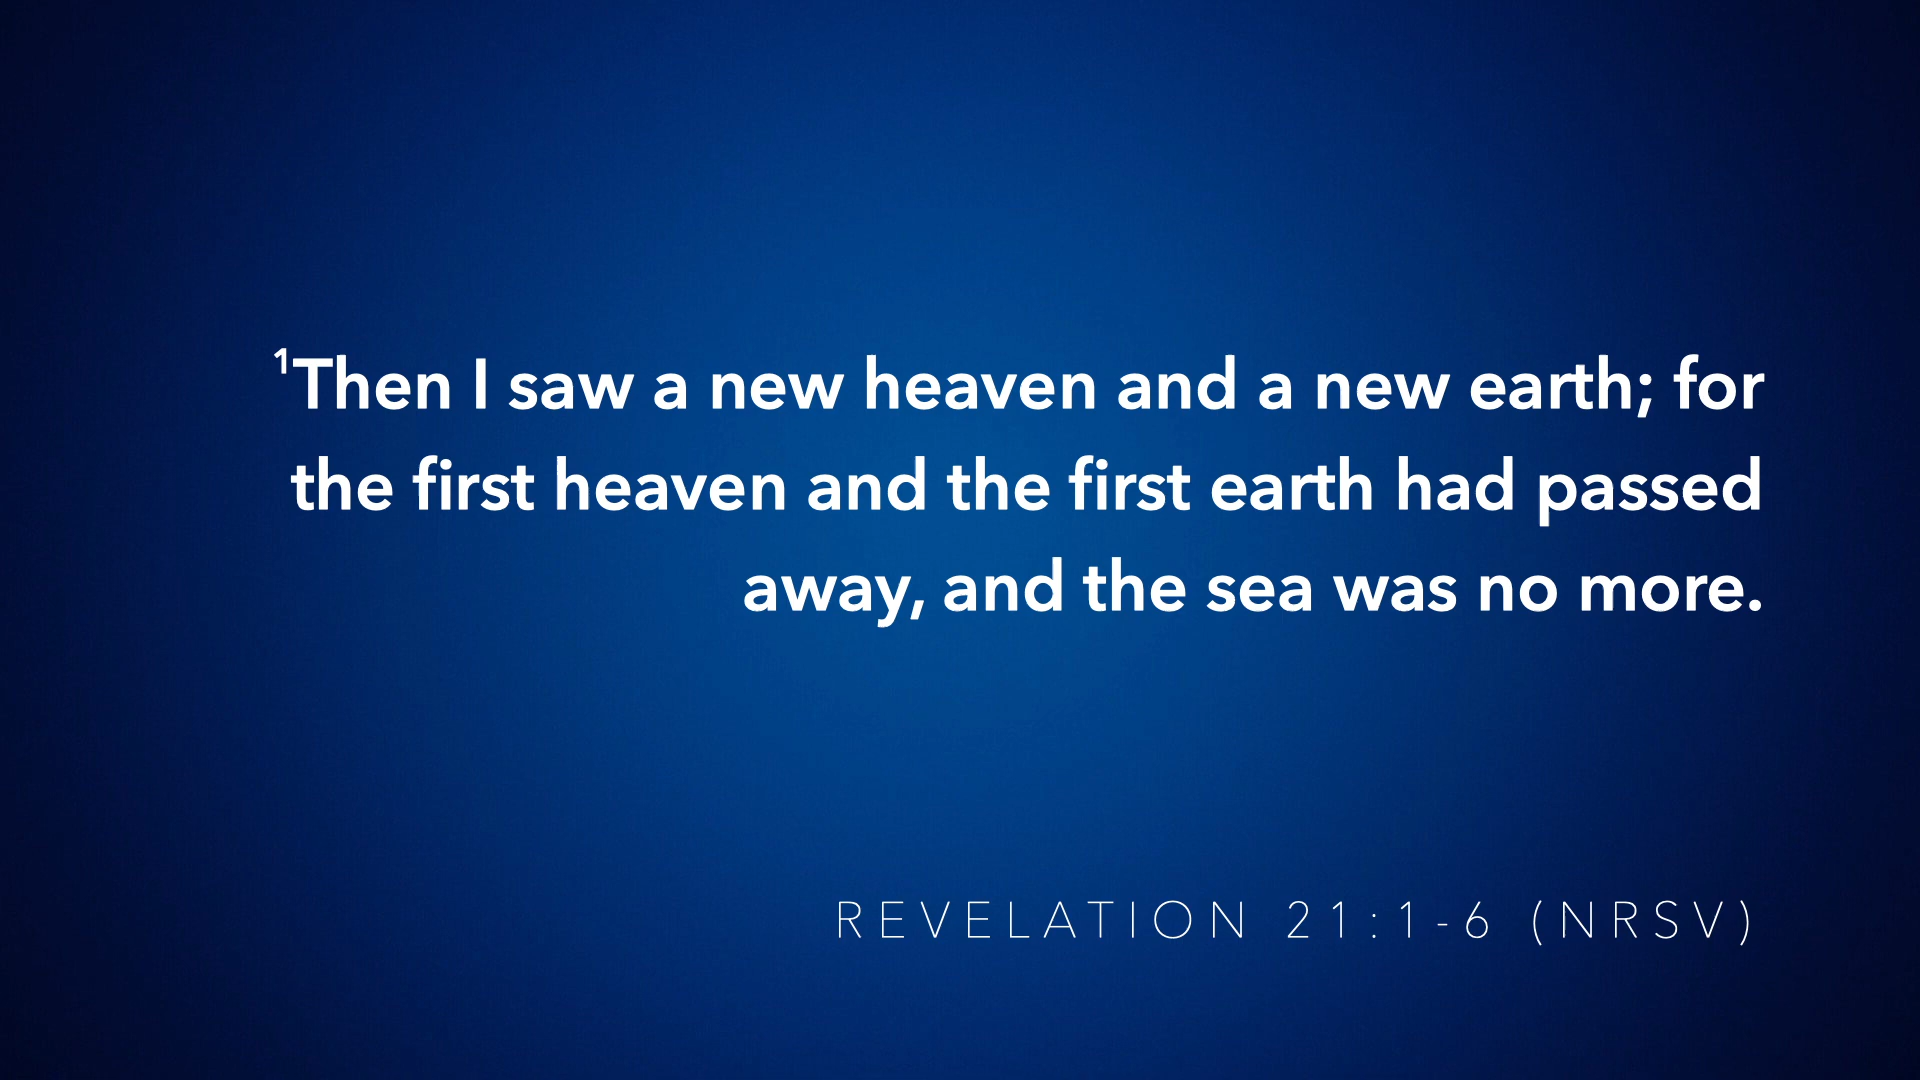 ¹Then I saw a new heaven and a new earth; for
the first heaven and the first earth had passed
away, and the sea was no more.
REVELATION 21:1-6 (NRSV)